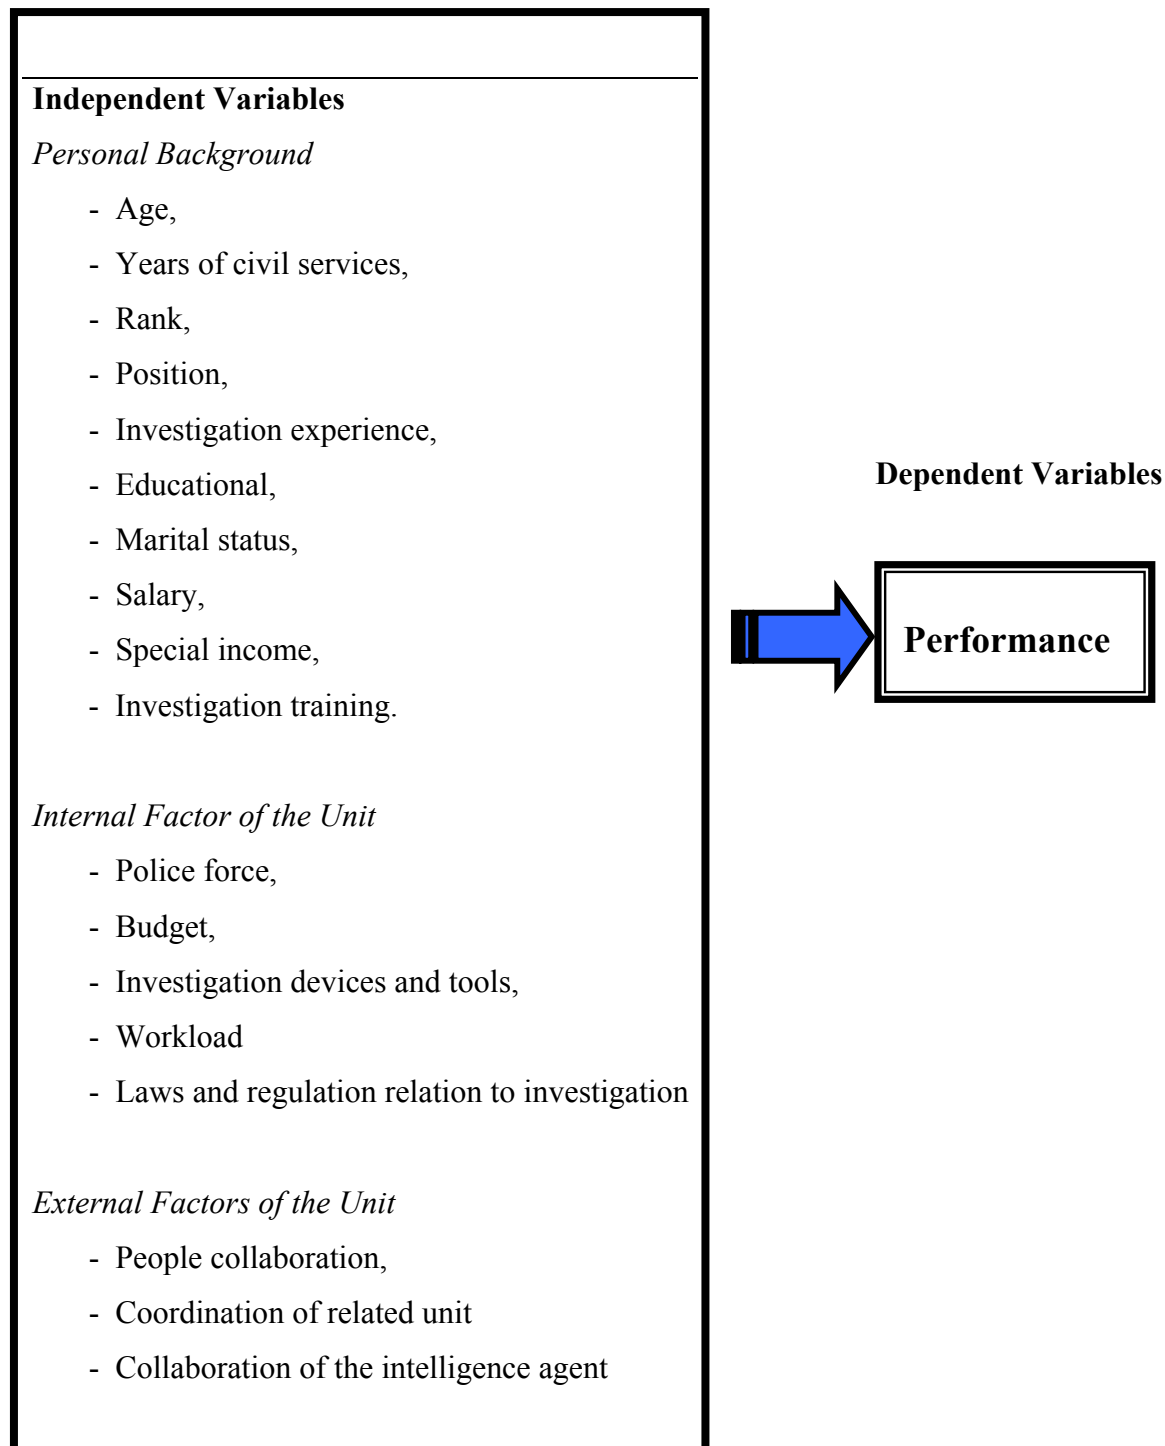 Independent Variables
Personal Background
- Age,
- Years of civil services,
- Rank,
- Position,
- Investigation experience,
- Educational,
- Marital status,
- Salary,
- Special income,
- Investigation training.
Internal Factor of the Unit
- Police force,
- Budget,
- Investigation devices and tools,
- Workload
- Laws and regulation relation to investigation
External Factors of the Unit
- People collaboration,
- Coordination of related unit
- Collaboration of the intelligence agent
Dependent Variables
Performance